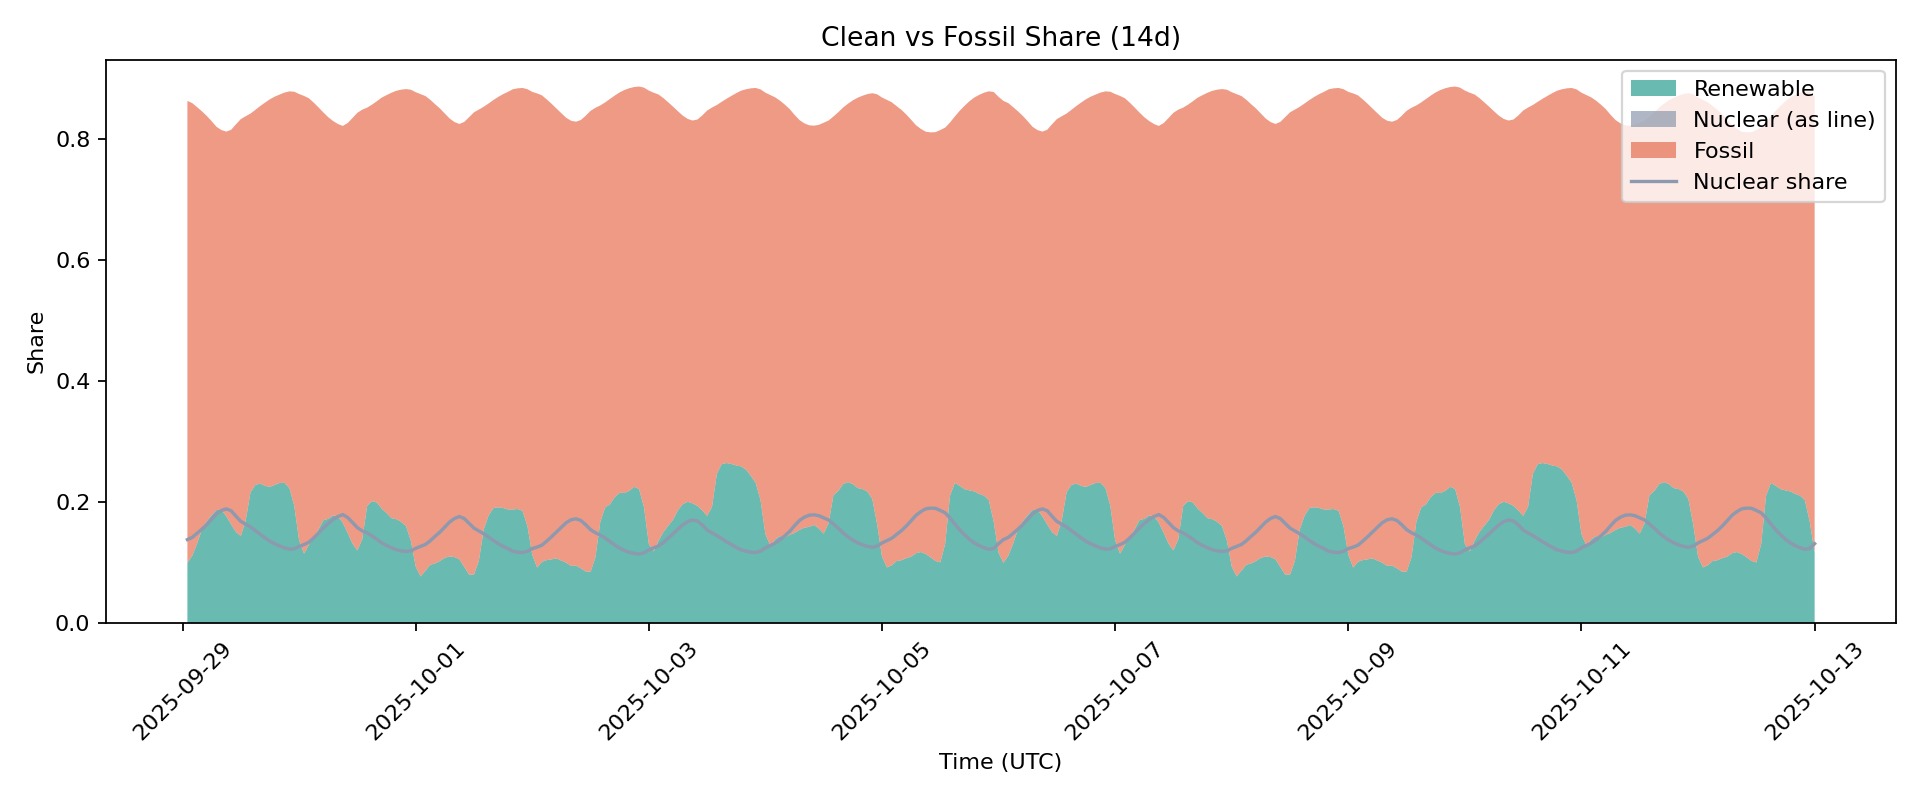 Clean vs Fossil Share (14d)
Renewable
Nuclear (as line)
Fossil
Nuclear share
Share
0.8
0.6
0.4
0.2
0.0
2025-09-29
2025-10-01
2025-10-03
2025-10-05
2025-10-07
2025-10-09
2025-10-11
2025-10-13
Time (UTC)